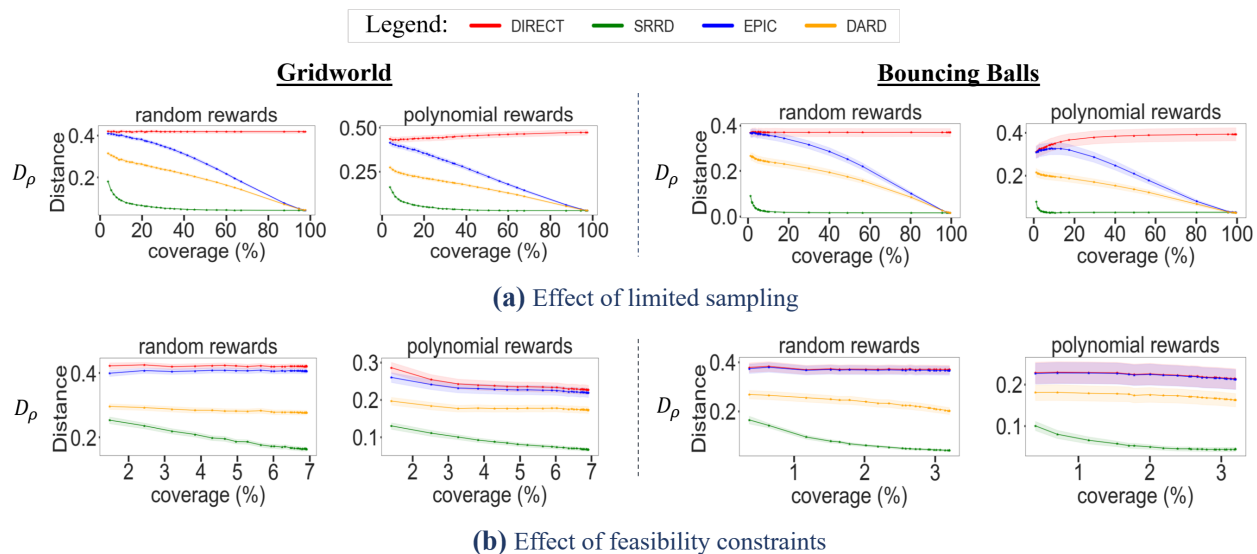 Legend: DIRECT SRRD EPIC DARD
Gridworld
Bouncing Balls
random rewards
polynomial rewards
random rewards
polynomial rewards
Dρ
Distance
0.4
0.2
0 20 40 60 80 100
coverage (%)
0.50
0.25
0 20 40 60 80 100
coverage (%)
Dρ
Distance
0.4
0.2
0.0
0 20 40 60 80 100
coverage (%)
0.4
0.2
0 20 40 60 80 100
coverage (%)
(a) Effect of limited sampling
random rewards
polynomial rewards
random rewards
polynomial rewards
Dρ
Distance
0.4
0.2
2 3 4 5 6 7
coverage (%)
0.3
0.2
0.1
2 3 4 5 6 7
coverage (%)
Dρ
Distance
0.4
0.2
1 2 3
coverage (%)
0.2
0.1
1 2 3
coverage (%)
(b) Effect of feasibility constraints